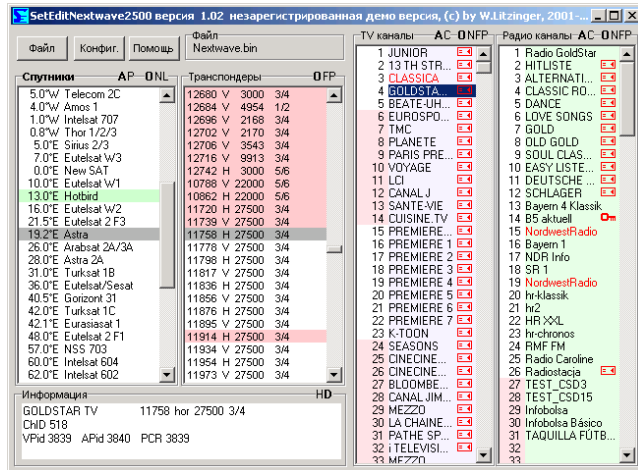 SetEditNextwave2500 версия 1.02 незарегистрированная демо версия, (c) by W.Litzinger, 2001-...
Файл Конфиг. Помощь
Файл
Nextwave.bin
Спутники A P - O N L
5.0°W Telecom 2C
4.0°W Amos 1
1.0°W Intelsat 707
0.8°W Thor 1/2/3
5.0°E Sirius 2/3
7.0°E Eutelsat W3
0.0°E New SAT
10.0°E Eutelsat W1
13.0°E Hotbird
16.0°E Eutelsat W2
21.5°E Eutelsat 2 F3
19.2°E Astra
26.0°E Arabsat 2A/3A
28.0°E Astra 2A
31.0°E Turksat 1B
36.0°E Eutelsat/Sesat
40.5°E Gorizont 31
42.0°E Turksat 1C
42.1°E Eurasiasat 1
48.0°E Eutelsat 2 F1
57.0°E NSS 703
60.0°E Intelsat 604
62.0°E Intelsat 602
Транспондеры O F P
12680 V 3000 3/4
12684 V 4954 1/2
12696 V 2168 3/4
12702 V 2170 3/4
12706 V 3543 3/4
12716 V 9913 3/4
12742 H 3000 5/6
10788 V 22000 5/6
10862 H 22000 5/6
11720 H 27500 3/4
11739 V 27500 3/4
11758 H 27500 3/4
11778 V 27500 3/4
11798 H 27500 3/4
11817 V 27500 3/4
11836 H 27500 3/4
11856 V 27500 3/4
11876 H 27500 3/4
11895 V 27500 3/4
11914 H 27500 3/4
11934 V 27500 3/4
11954 H 27500 3/4
11973 V 27500 3/4
Информация H D -
GOLDSTAR TV 11758 hor 27500 3/4
ChID 518
VPid 3839 APid 3840 PCR 3839
TV каналы A C O N F P
1 JUNIOR
2 13 TH STR...
3 CLASSICA
4 GOLDSTA...
5 BEATE-UH...
6 EUROSPO...
7 TMC
8 PLANETE
9 PARIS PRE...
10 VOYAGE
11 LCI
12 CANAL J
13 SANTE-VIE
14 CUISINE.TV
15 PREMIERE...
16 PREMIERE 1
17 PREMIERE 2
18 PREMIERE 3
19 PREMIERE 4
20 PREMIERE 5
21 PREMIERE 6
22 PREMIERE 7
23 K-TOON
24 SEASONS
25 CINECINE...
26 CINECINE...
27 BLOOMBE...
28 CANAL JIM...
29 MEZZO
30 LA CHAINE...
31 PATHE SP...
32 i TELEVISI...
33 MEZZO
Радио каналы A C O N F P
1 Radio GoldStar
2 HITLISTE
3 ALTERNATI...
4 CLASSIC RO...
5 DANCE
6 LOVE SONGS
7 GOLD
8 OLD GOLD
9 SOUL CLAS...
10 EASY LISTE...
11 DEUTSCHE ...
12 SCHLAGER
13 Bayern 4 Klassik
14 B5 aktuell
15 NordwestRadio
16 Bayern 1
17 NDR Info
18 SR 1
19 NordwestRadio
20 hr-klassik
21 hr2
22 HR XXL
23 hr-chronos
24 RMF FM
25 Radio Caroline
26 Radiostacja
27 TEST_CSD3
28 TEST_CSD15
29 Infobolsa
30 Infobolsa Básico
31 TAQUILLA FÚTB...
32
33